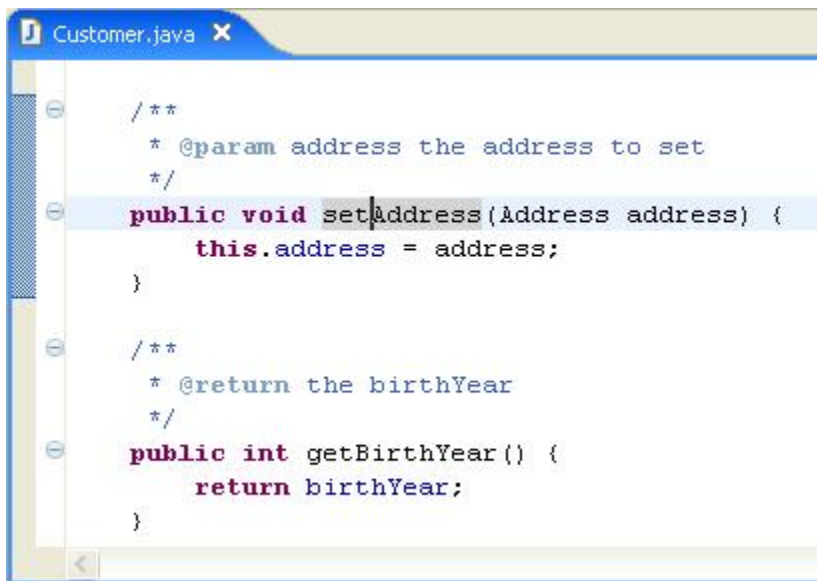 Customer.java
/**
* @param address the address to set
*/
public void setAddress(Address address) {
this.address = address;
}
/**
* @return the birthYear
*/
public int getBirthYear() {
return birthYear;
}